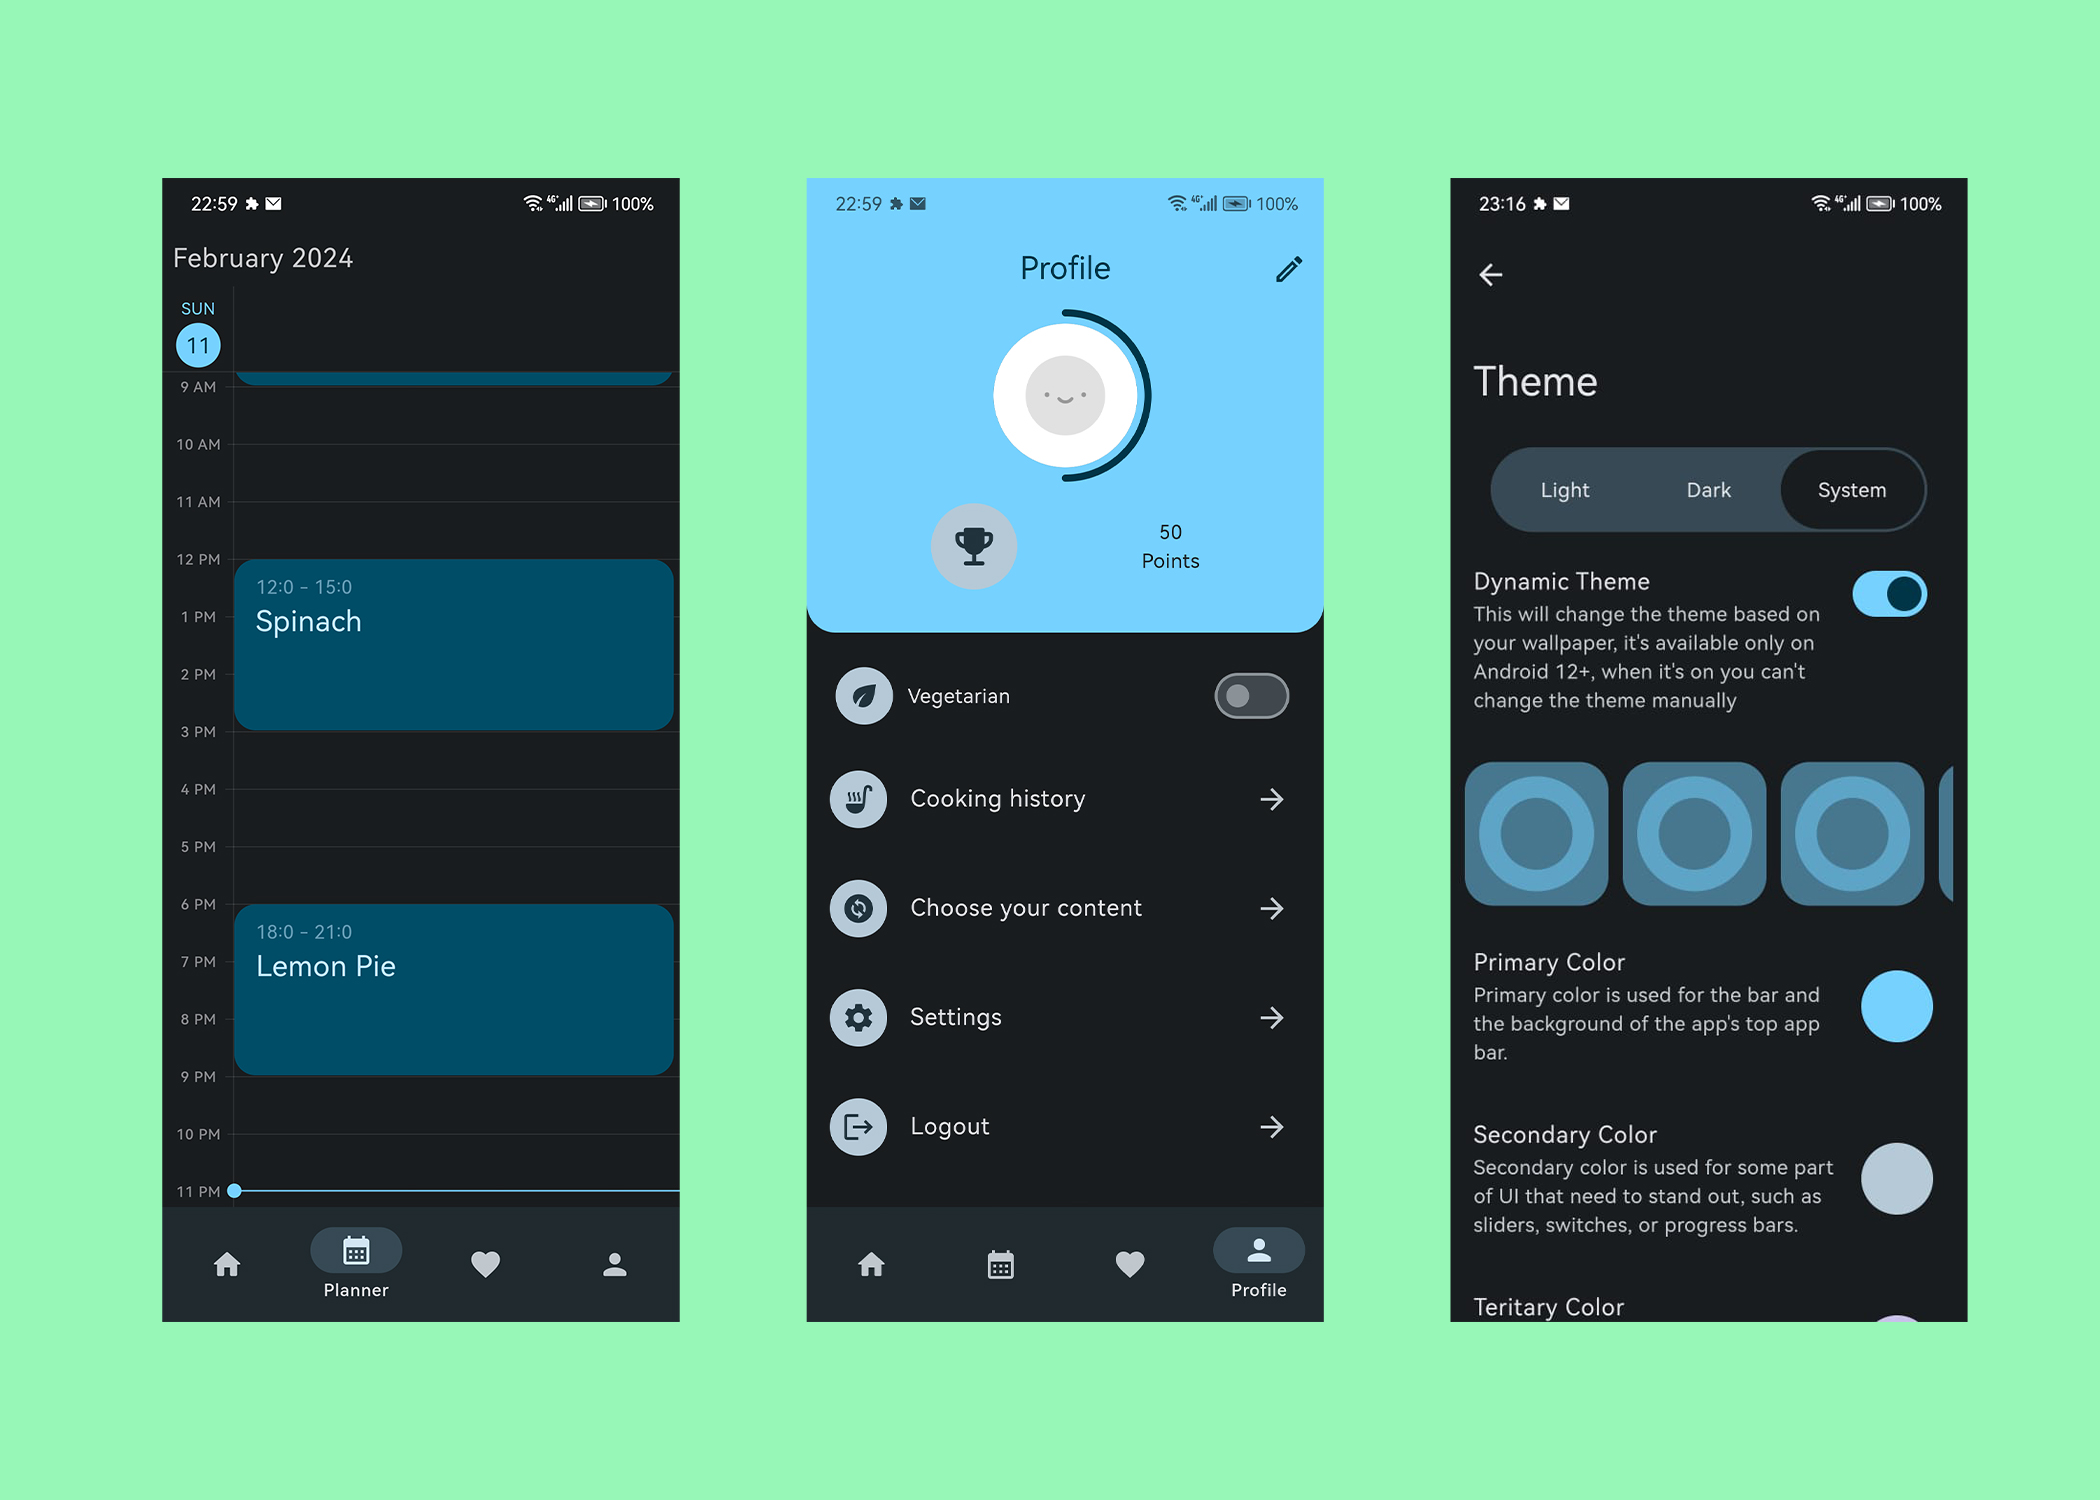 22:59
4G+
100%
February 2024
SUN
11
9 AM
10 AM
11 AM
12 PM
12:0 - 15:0
Spinach
1 PM
2 PM
3 PM
4 PM
5 PM
6 PM
18:0 - 21:0
Lemon Pie
7 PM
8 PM
9 PM
10 PM
11 PM
Planner
22:59
4G+
100%
Profile
50
Points
Vegetarian
Cooking history
Choose your content
Settings
Logout
Profile
23:16
4G+
100%
Theme
Light
Dark
System
Dynamic Theme
This will change the theme based on
your wallpaper, it's available only on
Android 12+, when it's on you can't
change the theme manually
Primary Color
Primary color is used for the bar and
the background of the app's top app
bar.
Secondary Color
Secondary color is used for some part
of UI that need to stand out, such as
sliders, switches, or progress bars.
Teritary Color